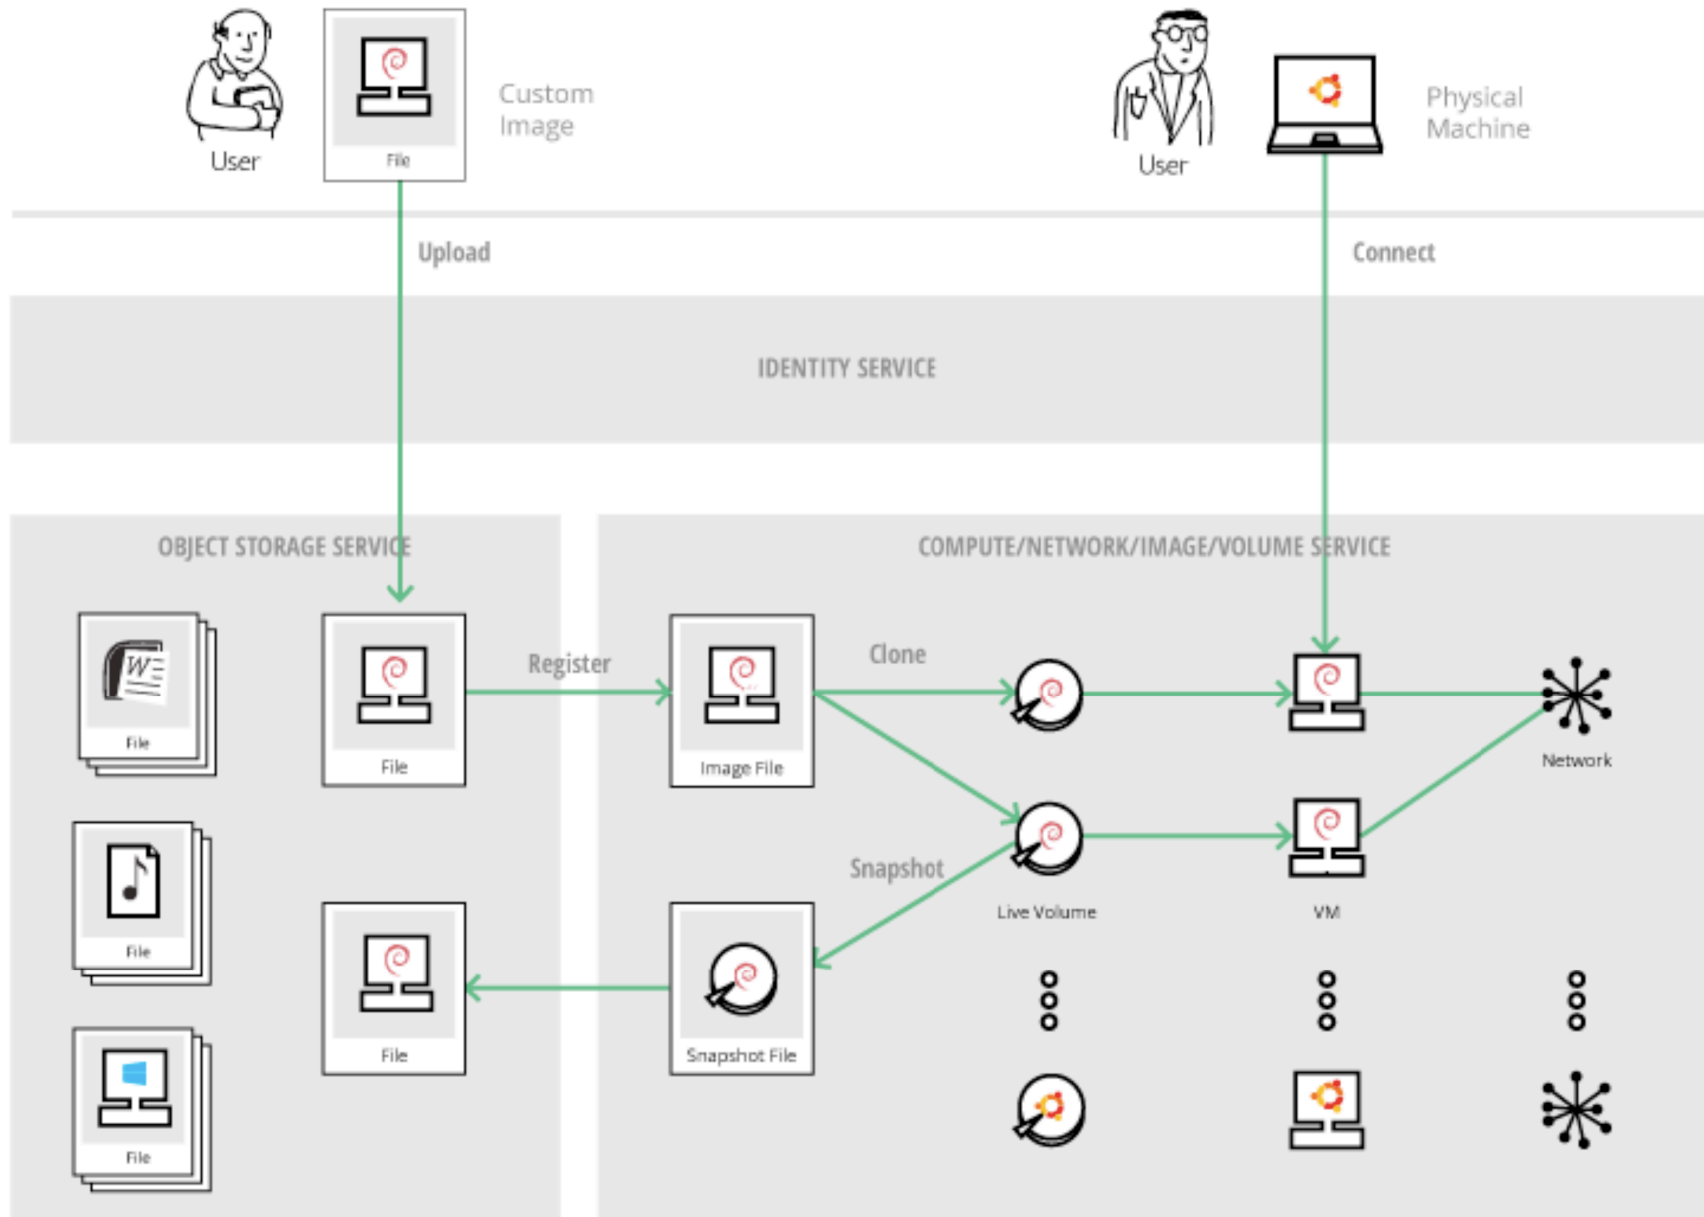 User
File
Custom
Image
User
Physical
Machine
Upload
Connect
IDENTITY SERVICE
OBJECT STORAGE SERVICE
COMPUTE/NETWORK/IMAGE/VOLUME SERVICE
W
File
File
Register
Image File
Clone
Network
File
Snapshot
Live Volume
VM
File
Snapshot File
File